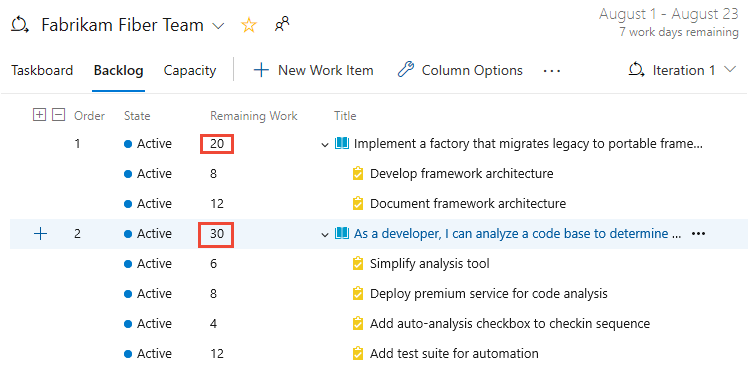 Fabrikam Fiber Team
August 1 - August 23
7 work days remaining
Taskboard Backlog Capacity + New Work Item Column Options ... Iteration 1
Order State Remaining Work Title
1 Active 20 Implement a factory that migrates legacy to portable frame...
Active 8 Develop framework architecture
Active 12 Document framework architecture
+ 2 Active 30 As a developer, I can analyze a code base to determine ... ...
Active 6 Simplify analysis tool
Active 8 Deploy premium service for code analysis
Active 4 Add auto-analysis checkbox to checkin sequence
Active 12 Add test suite for automation